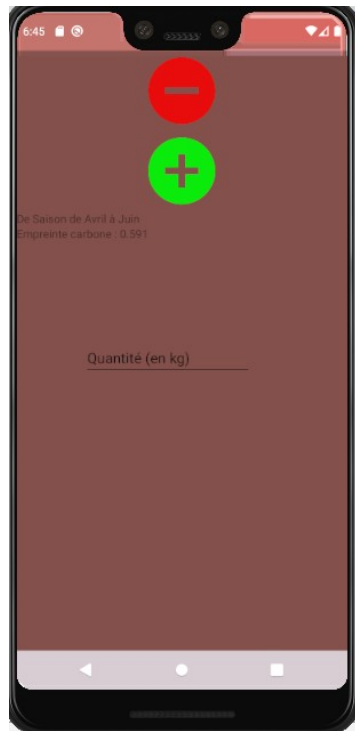 6:45
De Saison de Avril à Juin
Empreinte carbone : 0.591
Quantité (en kg)